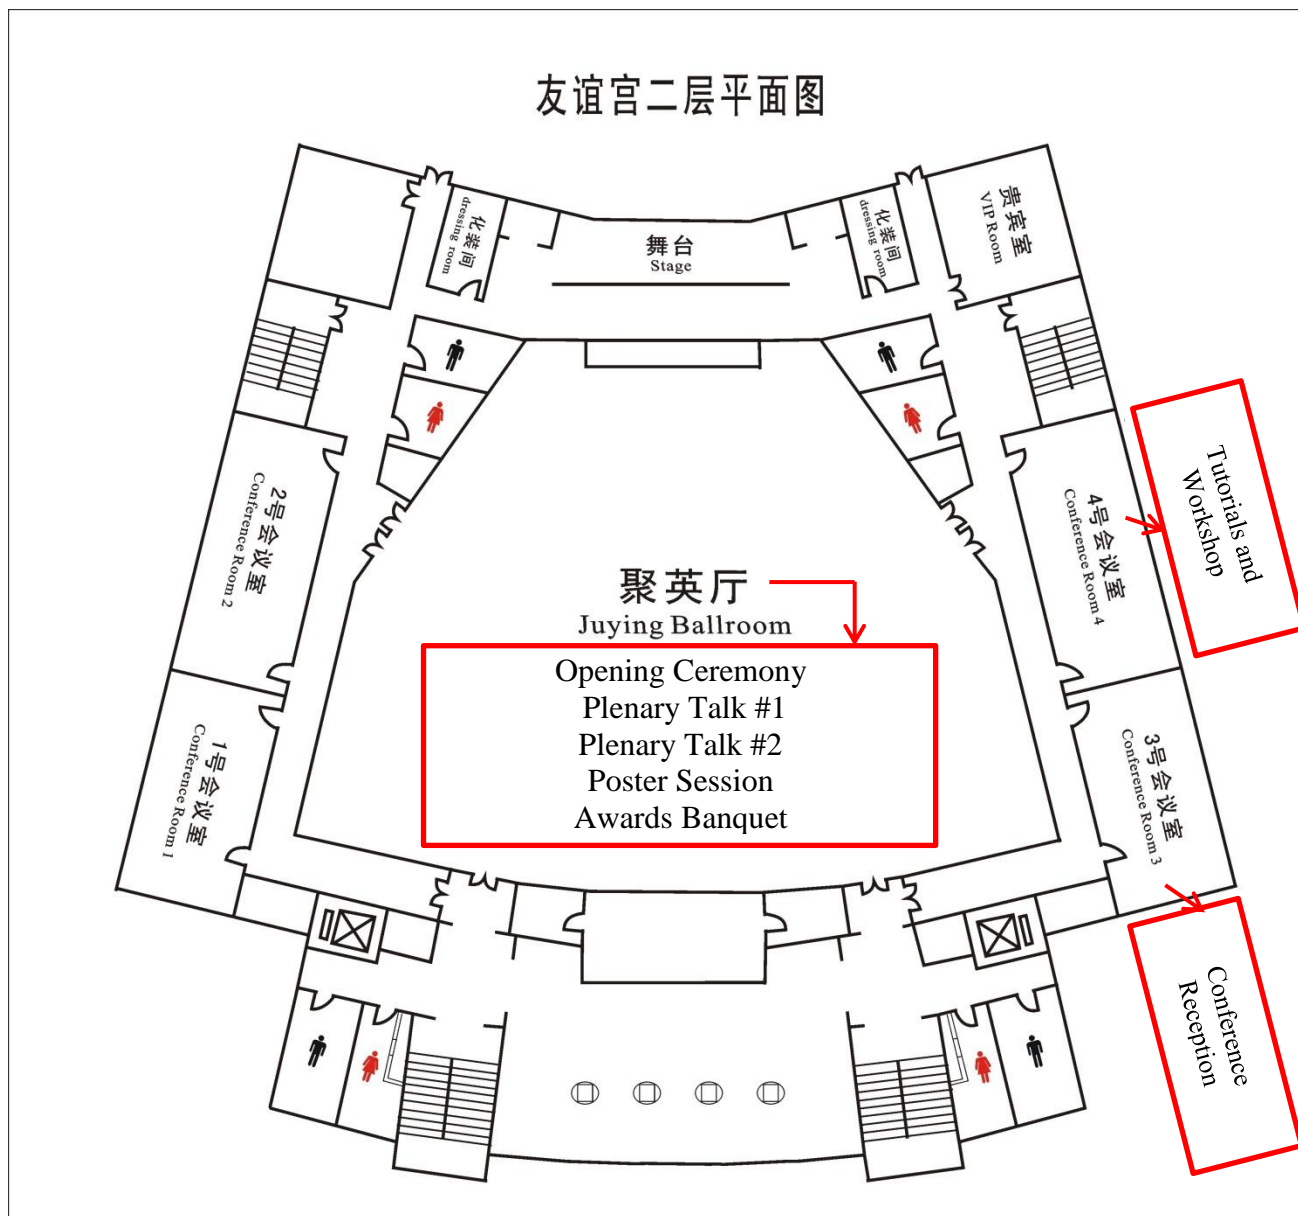 友谊宫二层平面图
化装间
dressing room
舞台
Stage
化装间
dressing room
贵宾室
VIP Room
2号会议室
Conference Room 2
4号会议室
Conference Room 4
Tutorials and
Workshop
聚英厅
Juying Ballroom
Opening Ceremony
Plenary Talk #1
Plenary Talk #2
Poster Session
Awards Banquet
1号会议室
Conference Room 1
3号会议室
Conference Room 3
Conference
Reception